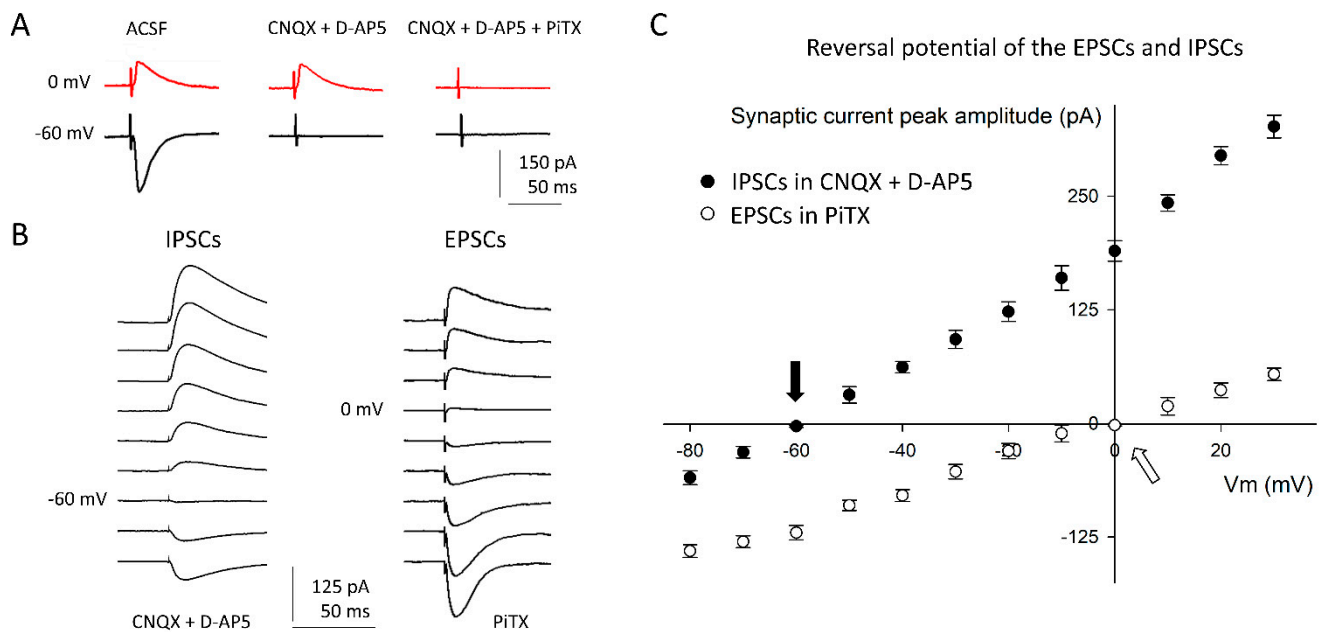 A
ACSF
CNQX + D-AP5
CNQX + D-AP5 + PiTX
0 mV
-60 mV
150 pA
50 ms
B
IPSCs
EPSCs
0 mV
-60 mV
125 pA
50 ms
CNQX + D-AP5
PiTX
C
Reversal potential of the EPSCs and IPSCs
Synaptic current peak amplitude (pA)
IPSCs in CNQX + D-AP5
EPSCs in PiTX
250
125
0
-80 -60 -40 -20 0 20
Vm (mV)
-125